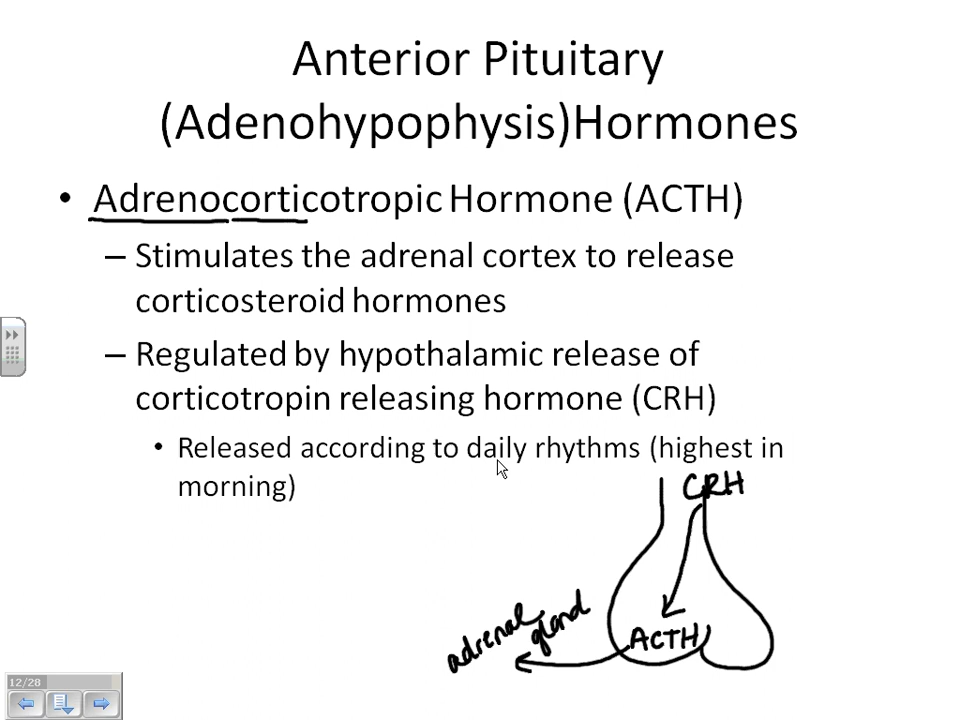 Anterior Pituitary
(Adenohypophysis)Hormones
• Adrenocorticotropic Hormone (ACTH)
– Stimulates the adrenal cortex to release
corticosteroid hormones
– Regulated by hypothalamic release of
corticotropin releasing hormone (CRH)
• Released according to daily rhythms (highest in
morning)
CRH
adrenal
gland
ACTH
12/28